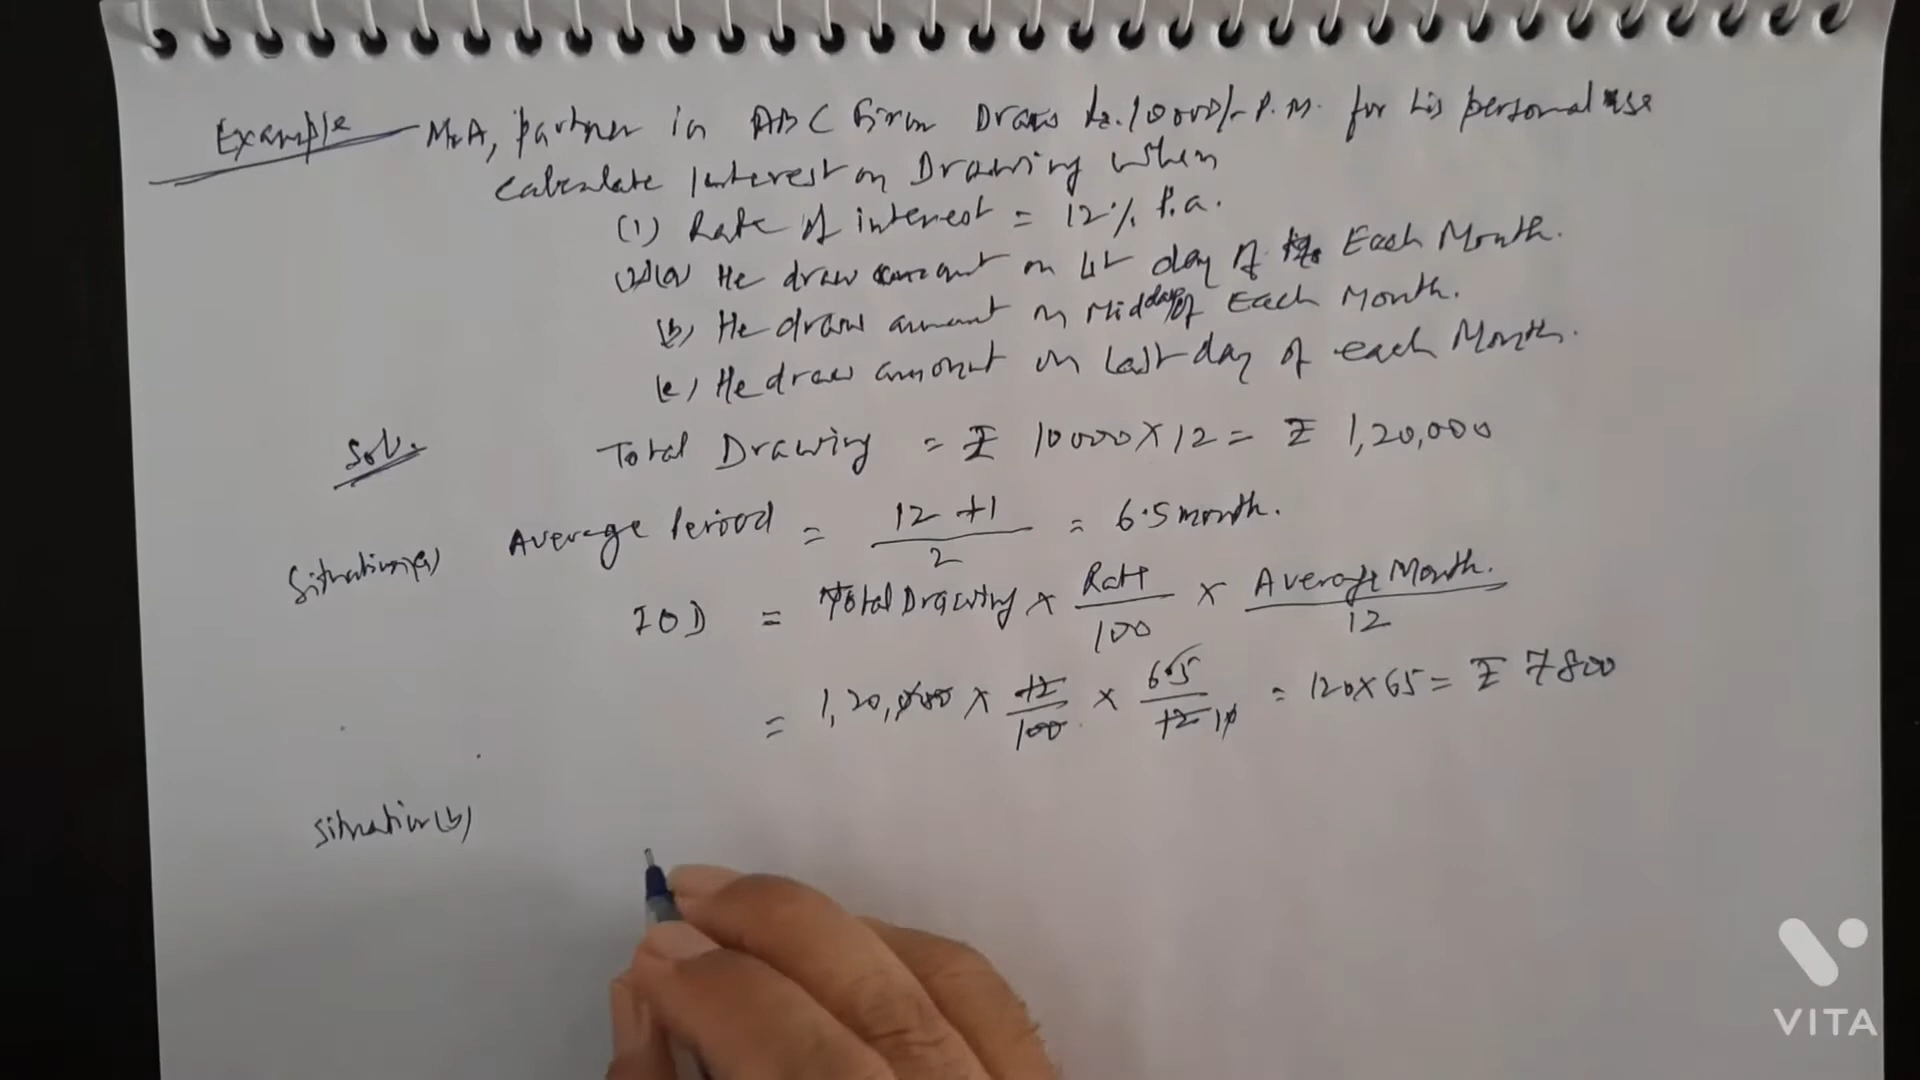 Example Mr A, partner in ABC firm Draws Rs. 10000/- P.M. for his personal use
calculate Interest on Drawing when
(1) Rate of interest = 12% P.a.
(2) (a) He draw amount on 1st day of Each Month.
(b) He draw amount on Mid day of Each Month.
(c) He draw amount on last day of each Month.
Sol. Total Drawing = ₹ 10000 × 12 = ₹ 1,20,000
Situation(a) Average Period = 12 + 1 / 2 = 6.5 month.
IOD = Total Drawing × Rate / 100 × Average Month. / 12
= 1,20,000 × 12 / 100 × 6.5 / 12 10 = 120 × 65 = ₹ 7800
Situation (b)
VITA